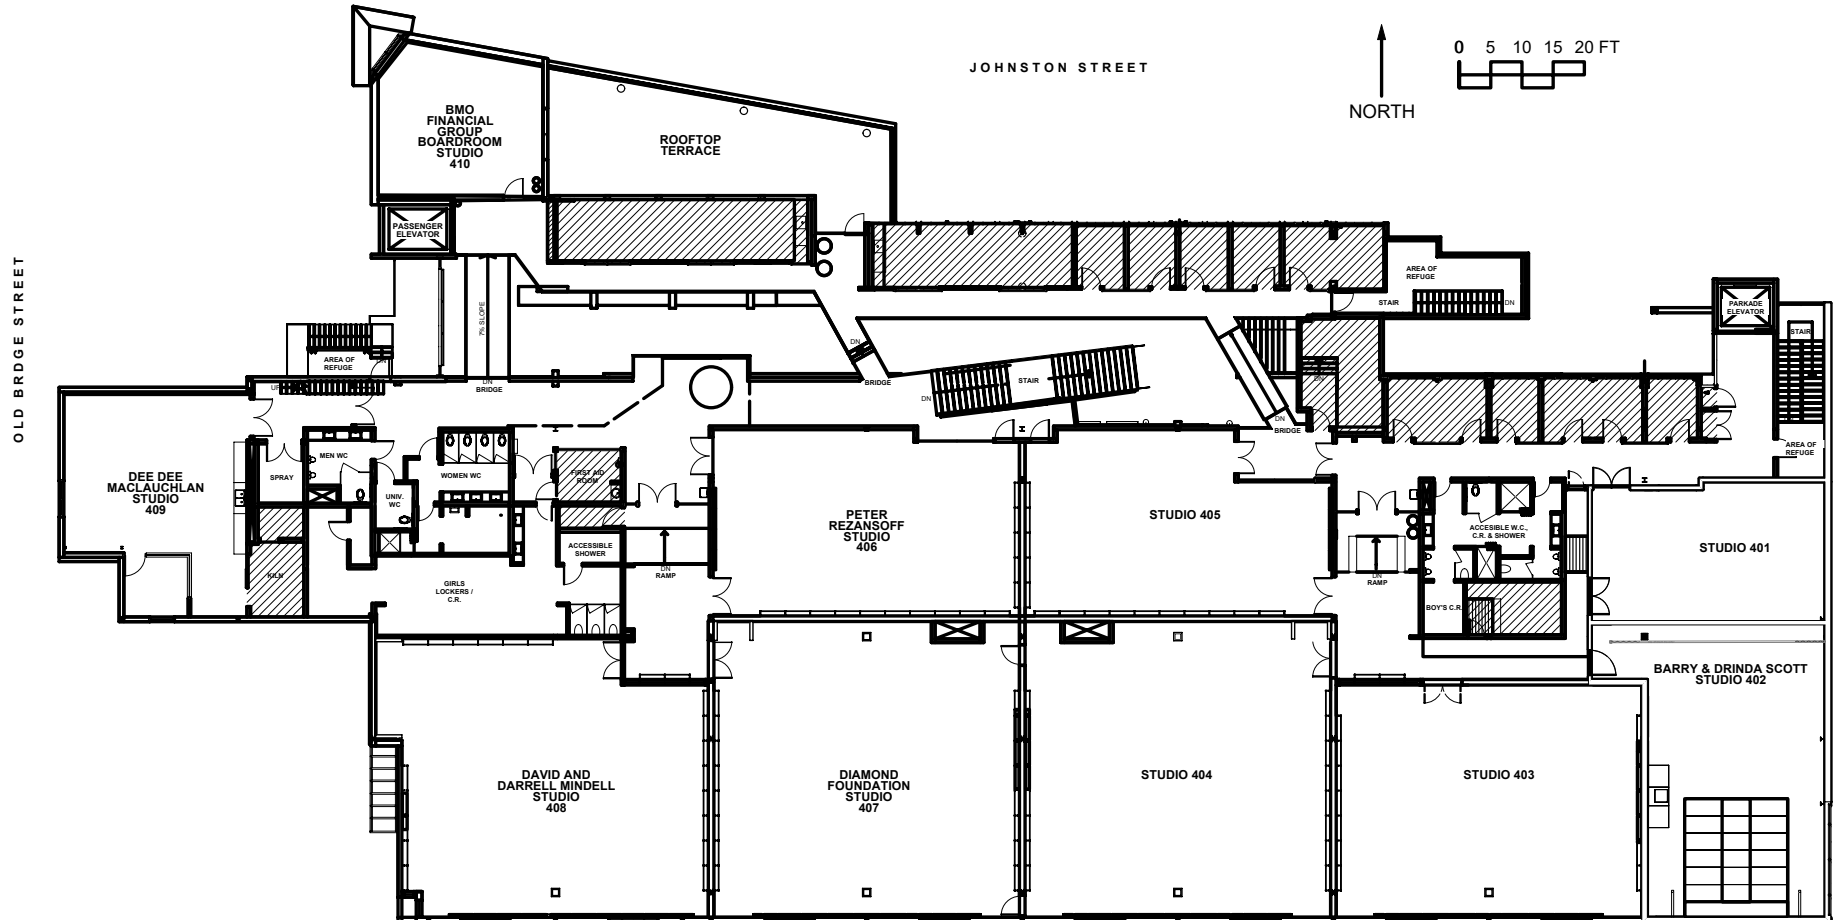 0 5 10 15 20 FT
JOHNSTON STREET
NORTH
BMO
FINANCIAL
GROUP
BOARDROOM
STUDIO
410
ROOFTOP
TERRACE
PASSENGER
ELEVATOR
OLD BRDGE STREET
AREA OF
REFUGE
STAIR
DN
PARKADE
ELEVATOR
STAIR
7% SLOPE
AREA OF
REFUGE
DN
UP
DN
BRIDGE
DN
BRIDGE
STAIR
DN
DN
DN
BRIDGE
AREA OF
REFUGE
DEE DEE
MACLAUCHLAN
STUDIO
409
SPRAY
MEN WC
UNIV.
WC
WOMEN WC
FIRST AID
ROOM
PETER
REZANSOFF
STUDIO
406
STUDIO 405
ACCESIBLE W.C.,
C.R. & SHOWER
STUDIO 401
KILN
GIRLS
LOCKERS /
C.R.
ACCESSIBLE
SHOWER
DN
RAMP
DN
RAMP
BOY'S C.R.
BARRY & DRINDA SCOTT
STUDIO 402
DAVID AND
DARRELL MINDELL
STUDIO
408
DIAMOND
FOUNDATION
STUDIO
407
STUDIO 404
STUDIO 403